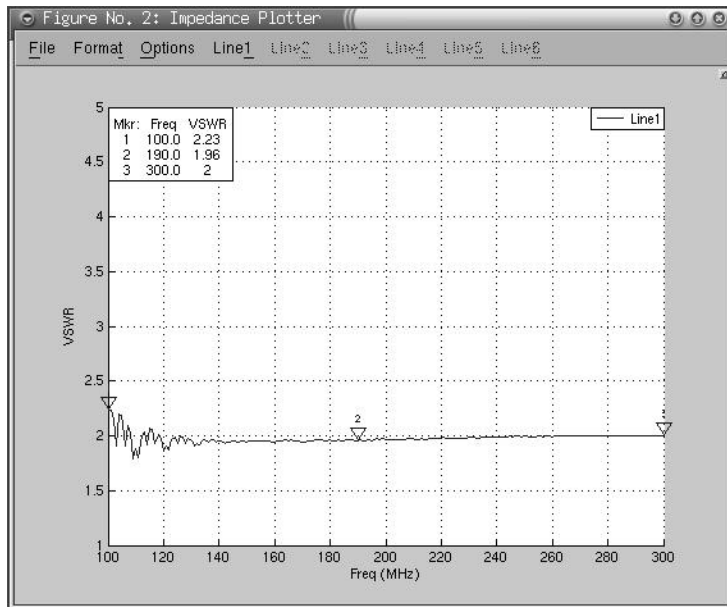 Figure No. 2: Impedance Plotter
File Format Options Line1 Line2 Line3 Line4 Line5 Line6
Mkr: Freq VSWR
1 100.0 2.23
2 190.0 1.96
3 300.0 2
Line1
5
4.5
4
3.5
3
2.5
2
1.5
1
VSWR
2
100 120 140 160 180 200 220 240 260 280 300
Freq (MHz)